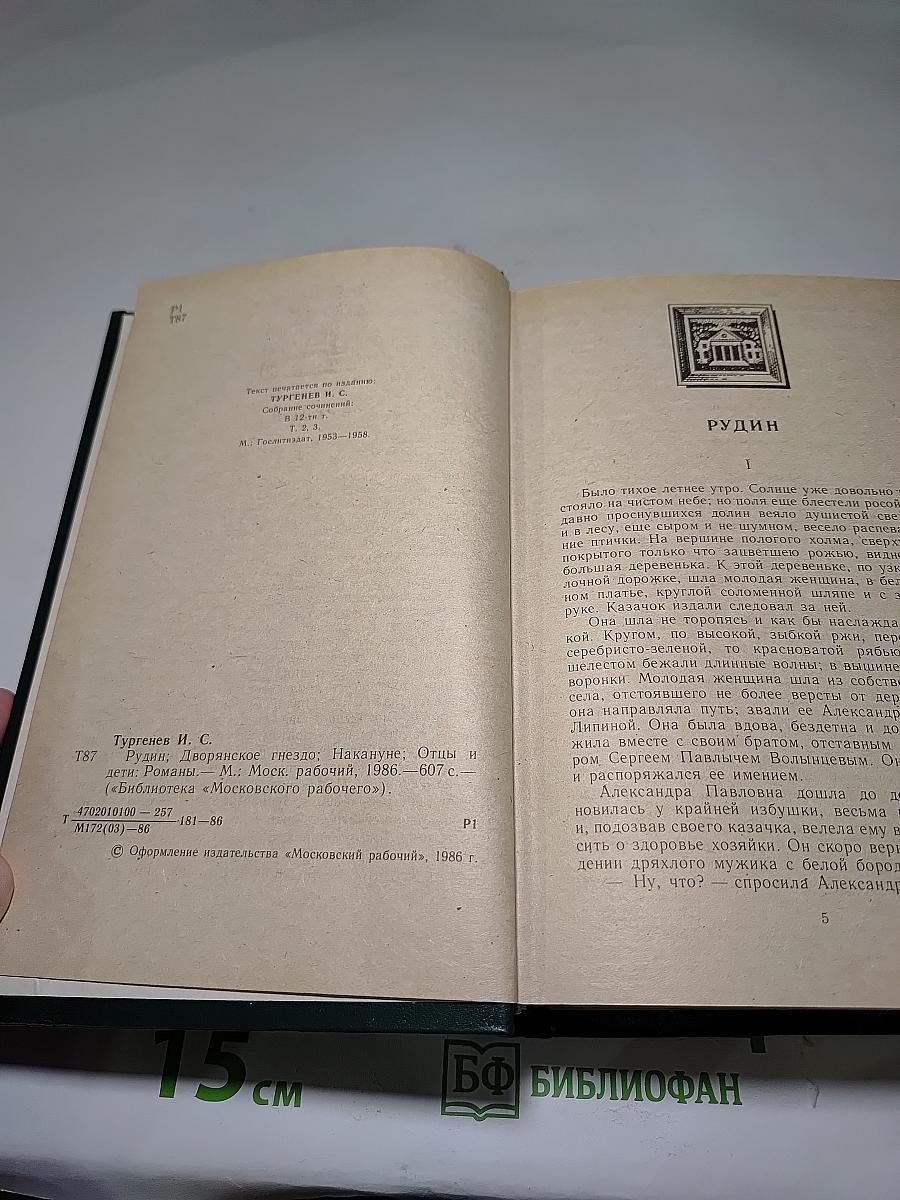 Р1
Т87
Текст печатается по изданию:
ТУРГЕНЕВ И. С.
Собрание сочинений:
В 12-ти т.
Т. 2, 3.
М.: Гослитиздат, 1953—1958.
Тургенев И. С.
Т87 Рудин; Дворянское гнездо; Накануне; Отцы и
дети: Романы.— М.: Моск. рабочий, 1986.—607 с.—
(«Библиотека «Московского рабочего»).
Т 4702010100 — 257
М172(03)—86 ·181—86 Р1
© Оформление издательства «Московский рабочий», 1986 г.
РУДИН
I
Было тихое летнее утро. Солнце уже довольно
стояло на чистом небе; но поля еще блестели росой
давно проснувшихся долин веяло душистой све
и в лесу, еще сыром и не шумном, весело распева
ние птички. На вершине пологого холма, сверх
покрытого только что зацветшею рожью, видне
большая деревенька. К этой деревеньке, по узк
лочной дорожке, шла молодая женщина, в бел
ном платье, круглой соломенной шляпе и с з
руке. Казачок издали следовал за ней.
Она шла не торопясь и как бы наслажда
кой. Кругом, по высокой, зыбкой ржи, пер
серебристо-зеленой, то красноватой рябью
шелестом бежали длинные волны; в вышине
воронки. Молодая женщина шла из собстве
села, отстоявшего не более версты от дер
она направляла путь; звали ее Александр
Липиной. Она была вдова, бездетна и до
жила вместе с своим братом, отставным
ром Сергеем Павлычем Волынцевым. Он
и распоряжался ее имением.
Александра Павловна дошла до де
новилась у крайней избушки, весьма
и, подозвав своего казачка, велела ему в
сить о здоровье хозяйки. Он скоро верн
дении дряхлого мужика с белой бород
— Ну, что? — спросила Александр
5
15 см
БФ БИБЛИОФАН